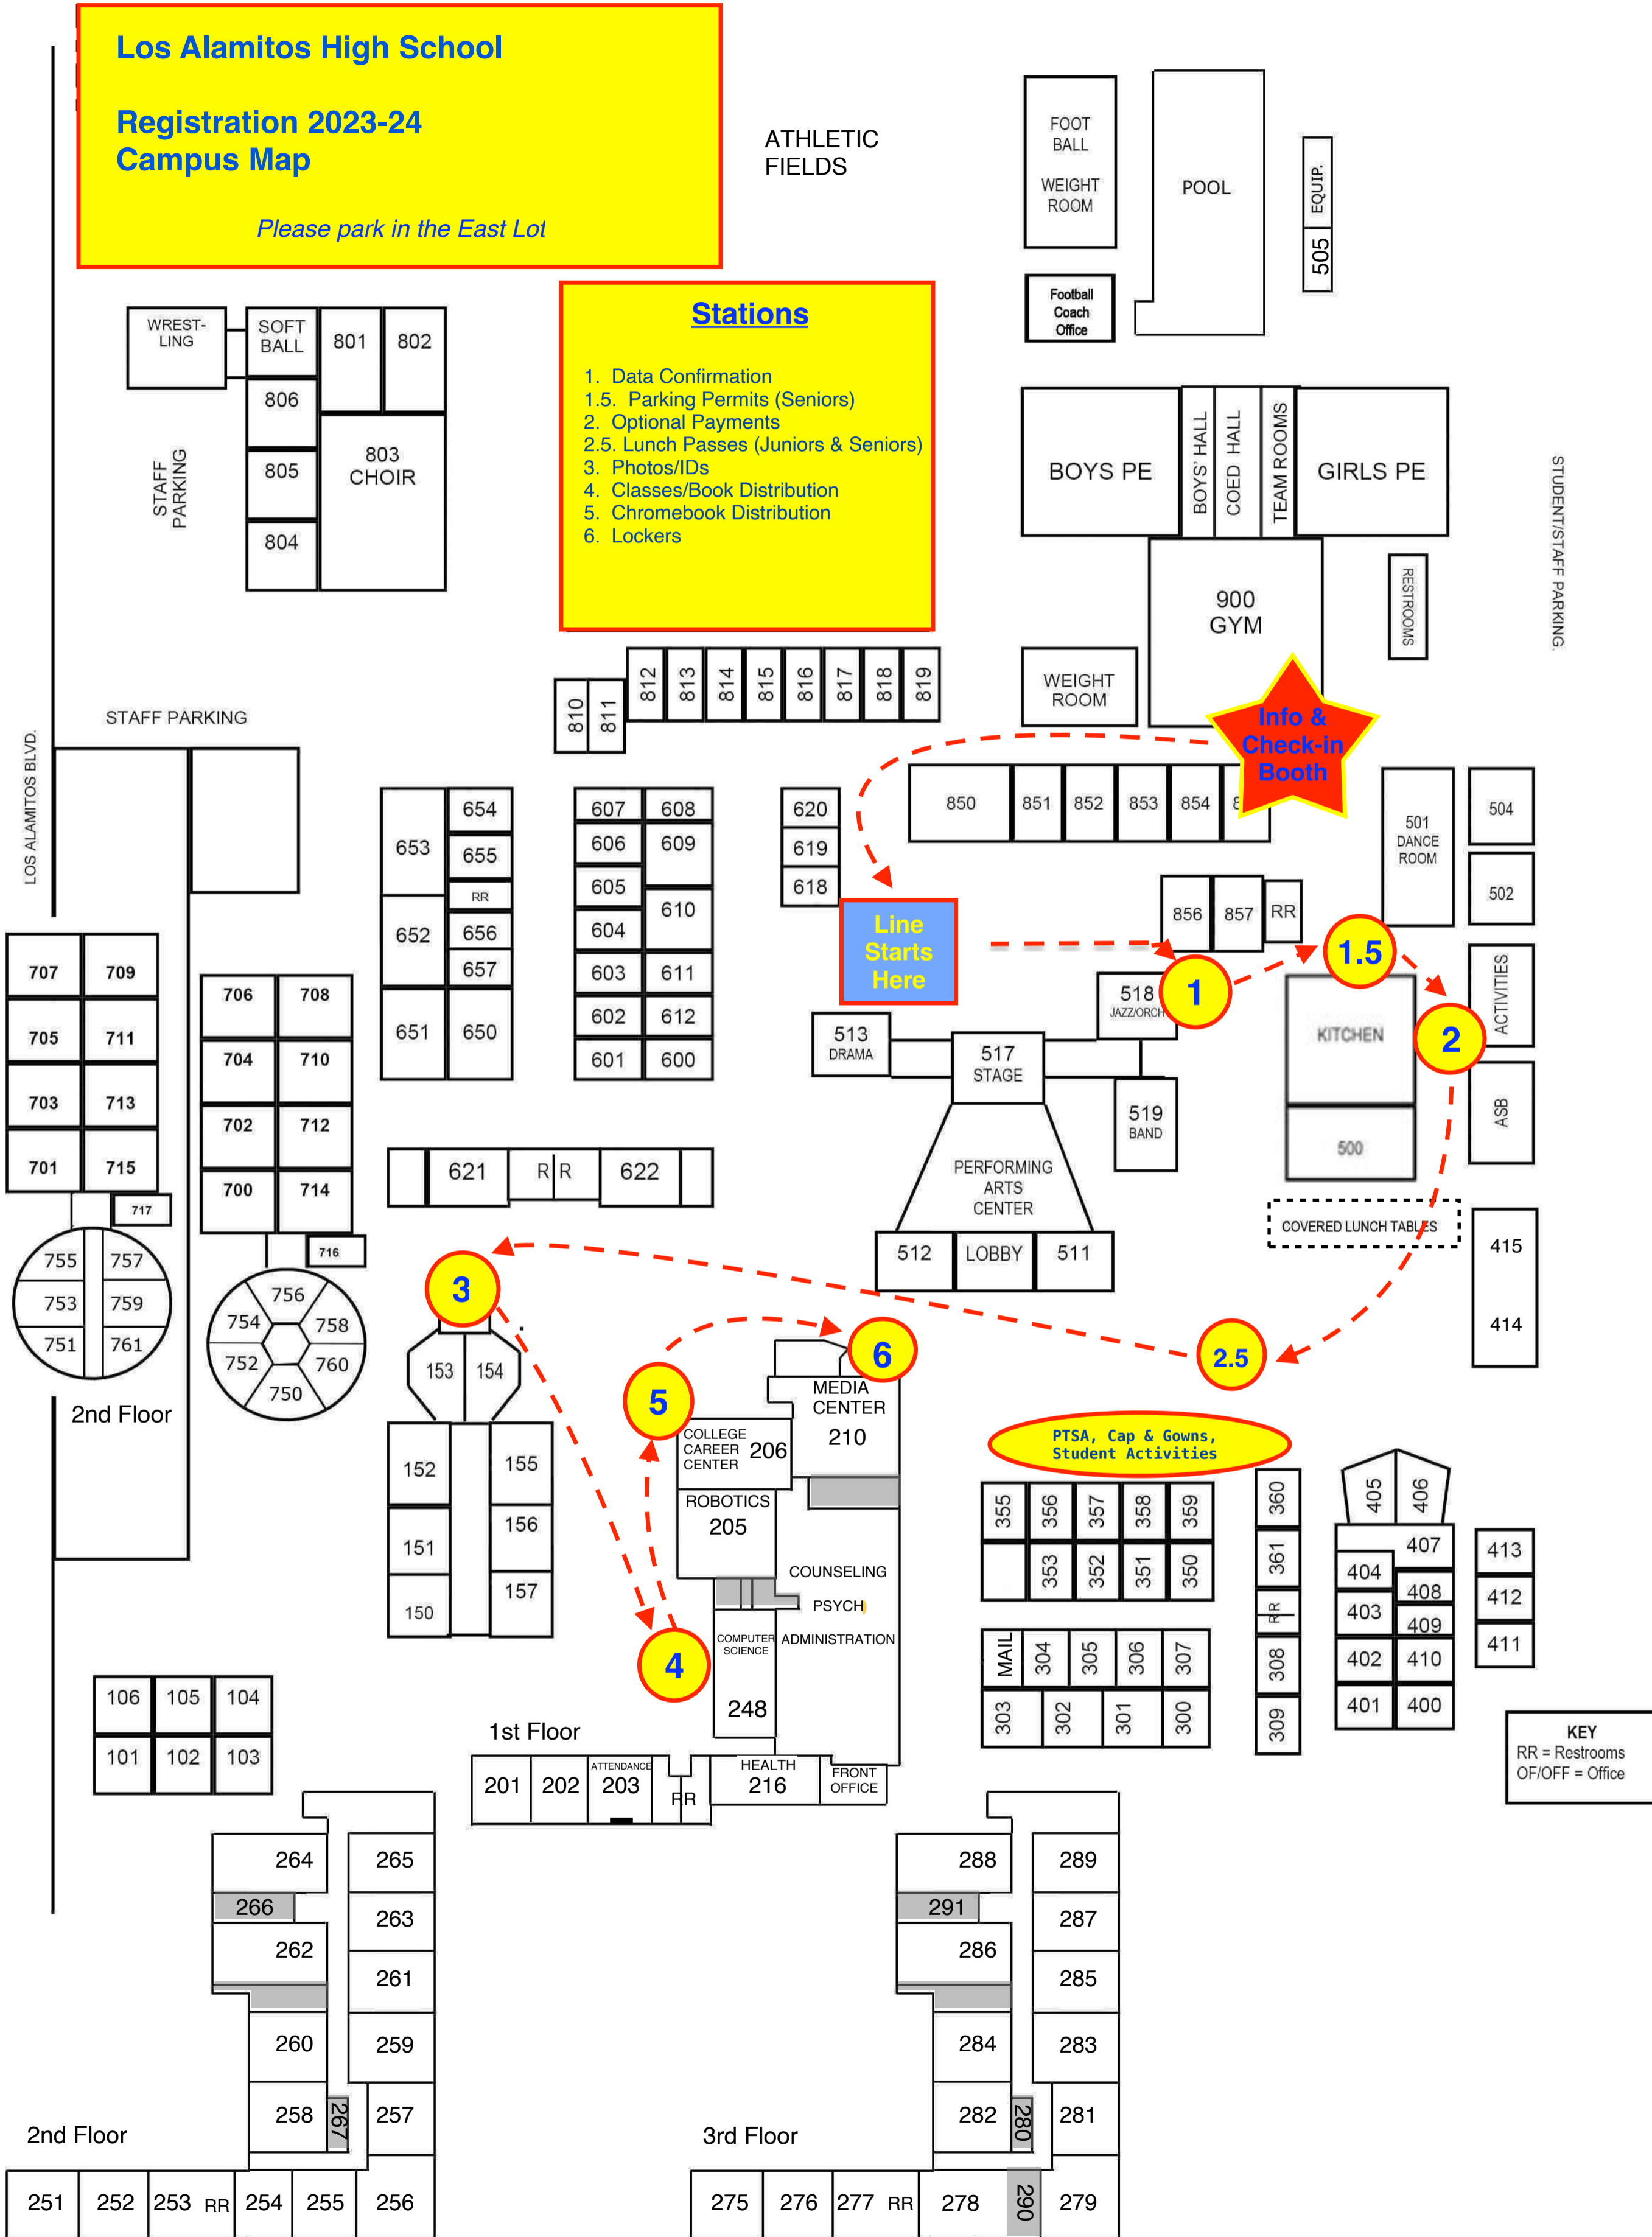 Los Alamitos High School
Registration 2023-24
Campus Map
Please park in the East Lot
ATHLETIC
FIELDS
FOOT
BALL
WEIGHT
ROOM
POOL
EQUIP.
505
Football
Coach
Office
WREST-
LING
SOFT
BALL
801
802
806
805
804
803
CHOIR
STAFF
PARKING
Stations
1. Data Confirmation
1.5. Parking Permits (Seniors)
2. Optional Payments
2.5. Lunch Passes (Juniors & Seniors)
3. Photos/IDs
4. Classes/Book Distribution
5. Chromebook Distribution
6. Lockers
BOYS PE
BOYS' HALL
COED HALL
TEAM ROOMS
GIRLS PE
STUDENT/STAFF PARKING.
900
GYM
RESTROOMS
WEIGHT
ROOM
Info &
Check-in
Booth
810
811
812
813
814
815
816
817
818
819
STAFF PARKING
LOS ALAMITOS BLVD.
653
654
655
RR
652
656
657
651
650
607
608
606
609
605
610
604
603
611
602
612
601
600
620
619
618
850
851
852
853
854
8
501
DANCE
ROOM
504
502
Line
Starts
Here
856
857
RR
1
1.5
2
518
JAZZ/ORCH
KITCHEN
500
ACTIVITIES
ASB
513
DRAMA
517
STAGE
519
BAND
PERFORMING
ARTS
CENTER
512
LOBBY
511
COVERED LUNCH TABLES
415
414
707
709
705
711
703
713
701
715
717
706
708
704
710
702
712
700
714
716
621
R R
622
755
757
753
759
751
761
756
754
758
752
760
750
2nd Floor
3
153
154
152
155
151
156
150
157
5
6
2.5
MEDIA
CENTER
210
COLLEGE
CAREER
CENTER
206
ROBOTICS
205
COUNSELING
PSYCH
ADMINISTRATION
COMPUTER
SCIENCE
248
4
PTSA, Cap & Gowns,
Student Activities
355
356
357
358
359
353
352
351
350
360
361
RR
308
309
MAIL
304
305
306
307
303
302
301
300
405
406
407
404
408
403
409
402
410
401
400
413
412
411
106
105
104
101
102
103
1st Floor
201
202
ATTENDANCE
203
RR
HEALTH
216
FRONT
OFFICE
KEY
RR = Restrooms
OF/OFF = Office
264
265
266
263
262
261
260
259
258
267
257
2nd Floor
251
252
253
RR
254
255
256
288
289
291
287
286
285
284
283
282
280
281
3rd Floor
275
276
277
RR
278
290
279